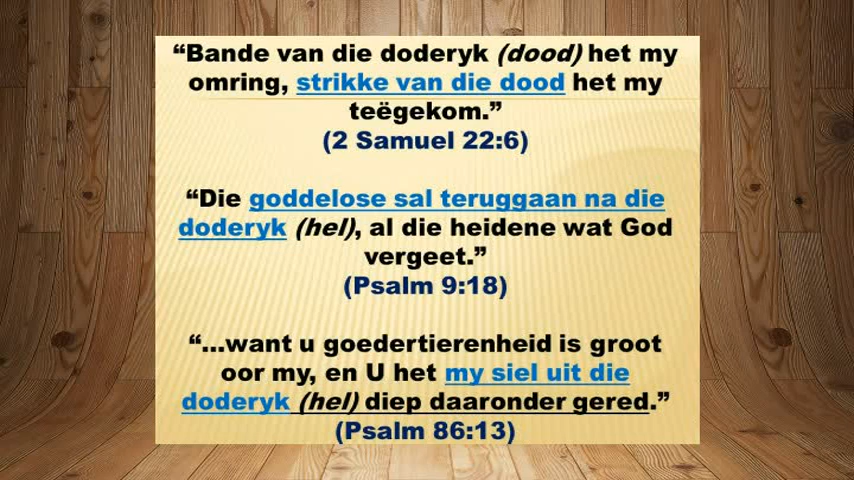 “Bande van die doderyk (dood) het my
omring, strikke van die dood het my
teëgekom.”
(2 Samuel 22:6)
“Die goddelose sal teruggaan na die
doderyk (hel), al die heidene wat God
vergeet.”
(Psalm 9:18)
“…want u goedertierenheid is groot
oor my, en U het my siel uit die
doderyk (hel) diep daaronder gered.”
(Psalm 86:13)